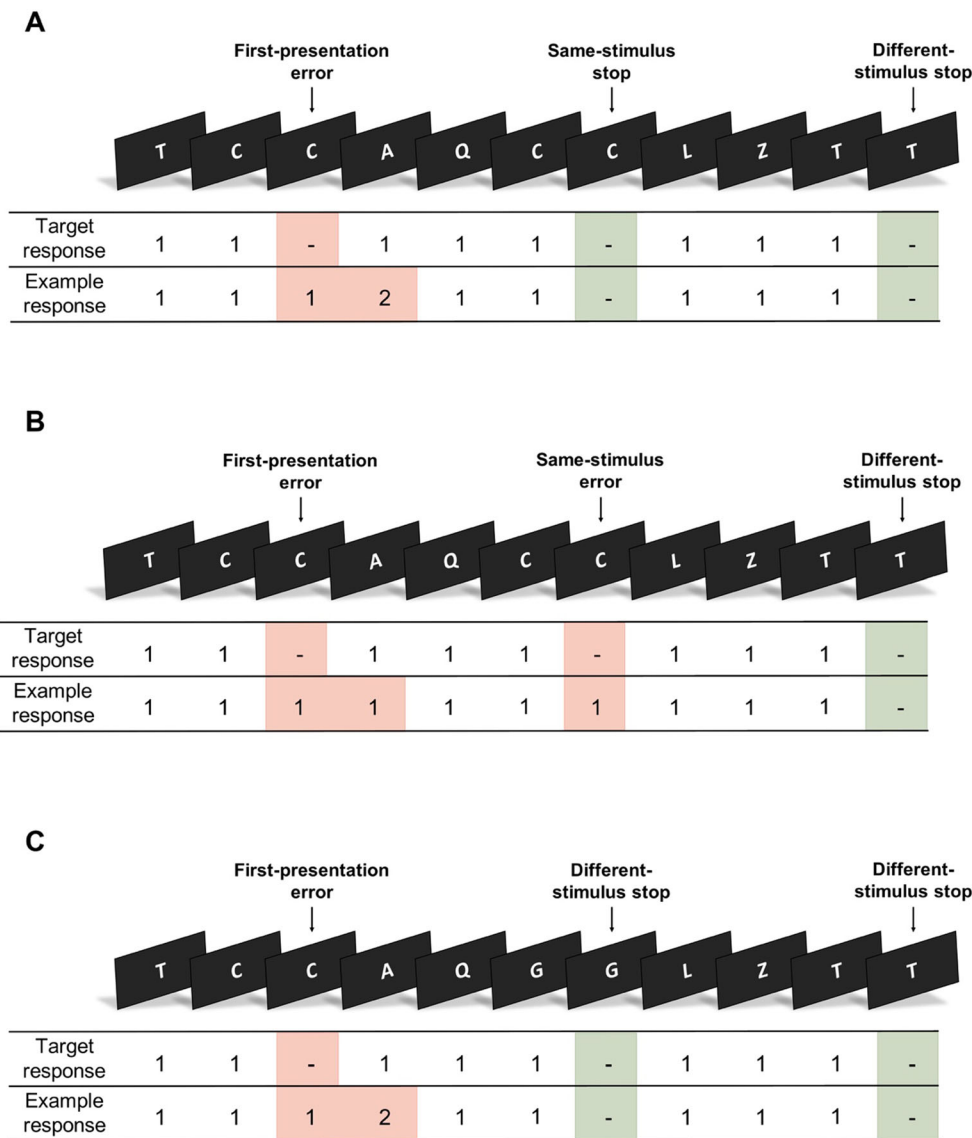 A
First-presentation error
Same-stimulus stop
Different-stimulus stop
T C C A Q C C L Z T T
Target response 1 1 - 1 1 1 - 1 1 1 -
Example response 1 1 1 2 1 1 - 1 1 1 -
B
First-presentation error
Same-stimulus error
Different-stimulus stop
T C C A Q C C L Z T T
Target response 1 1 - 1 1 1 - 1 1 1 -
Example response 1 1 1 1 1 1 1 1 1 1 -
C
First-presentation error
Different-stimulus stop
Different-stimulus stop
T C C A Q G G L Z T T
Target response 1 1 - 1 1 1 - 1 1 1 -
Example response 1 1 1 2 1 1 - 1 1 1 -